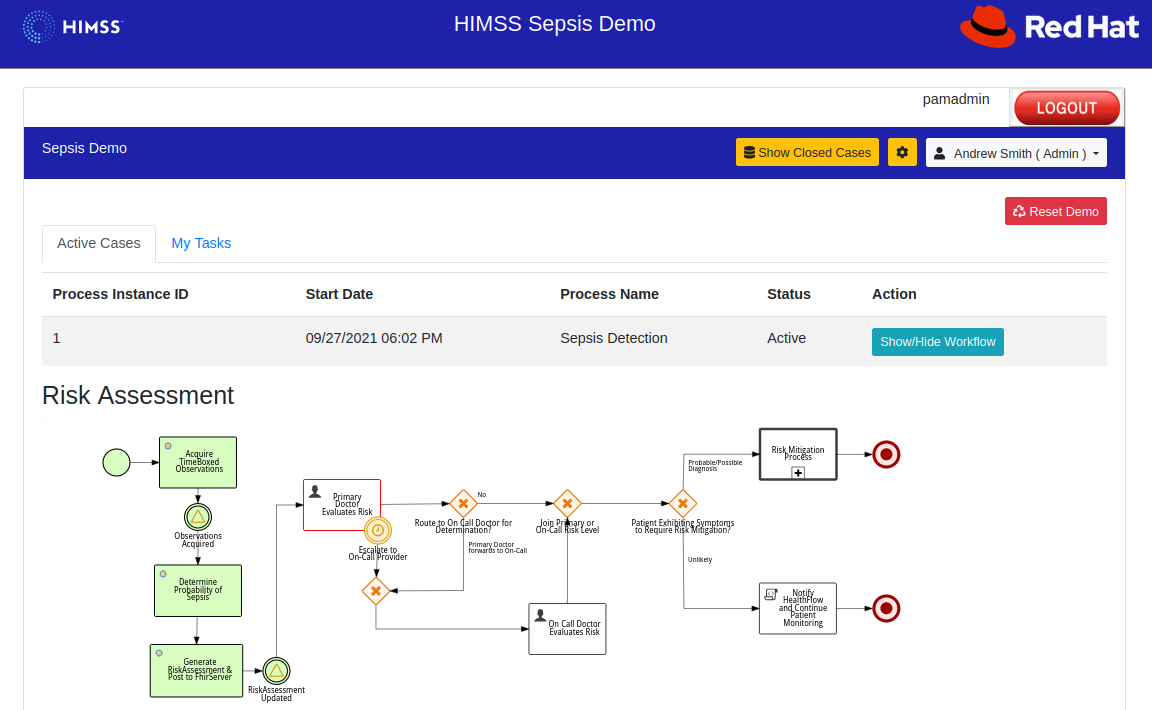 HIMSS
HIMSS Sepsis Demo
Red Hat
pamadmin
LOGOUT
Sepsis Demo
Show Closed Cases
Andrew Smith ( Admin )
Reset Demo
Active Cases
My Tasks
Process Instance ID
Start Date
Process Name
Status
Action
1
09/27/2021 06:02 PM
Sepsis Detection
Active
Show/Hide Workflow
Risk Assessment
Acquire
TimeBoxed
Observations
Observations
Acquired
Determine
Probability of
Sepsis
Generate
RiskAssessment &
Post to FhirServer
RiskAssessment
Updated
Primary
Doctor
Evaluates Risk
Escalate to
On-Call Provider
No
Route to On Call Doctor for
Determination?
Primary Doctor
forwards to On-Call
On Call Doctor
Evaluates Risk
Join Primary or
On-Call Risk Level
Patient Exhibiting Symptoms
to Require Risk Mitigation?
Probable/Possible
Diagnosis
Unlikely
Risk Mitigation
Process
Notify
HealthFlow
and Continue
Patient
Monitoring